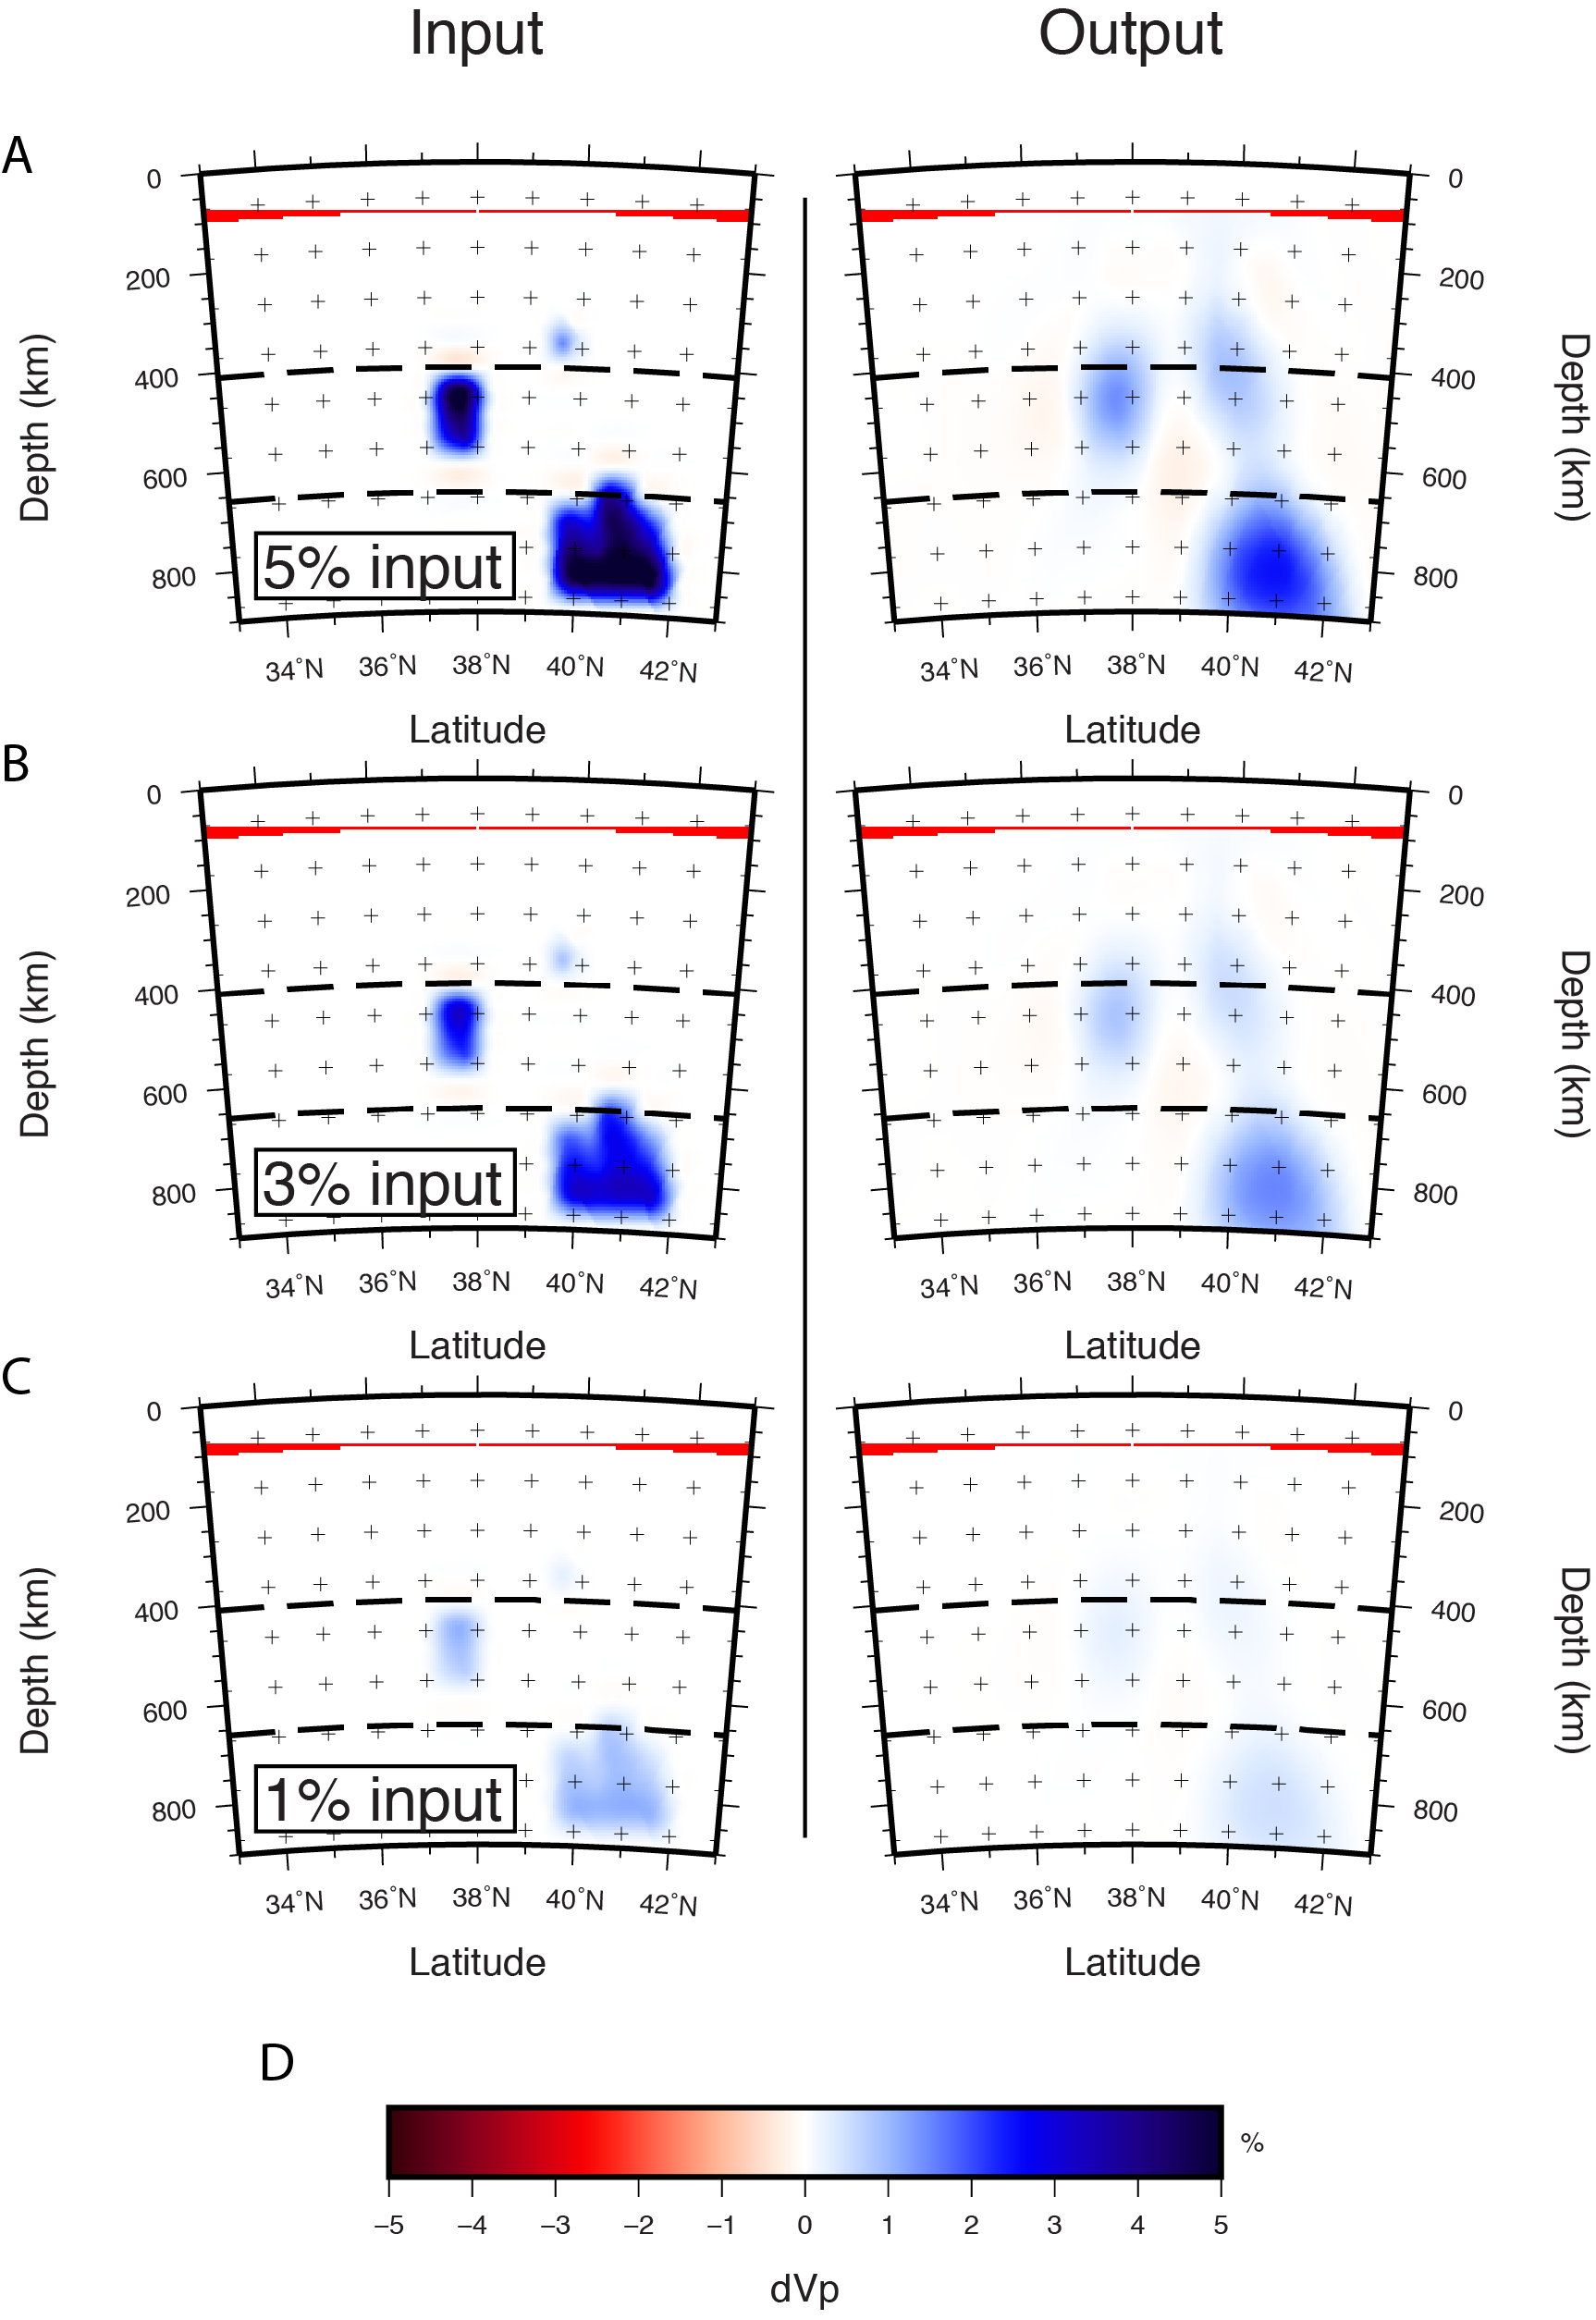 Input Output
A
0 0
200 200
400 400
600 600
800 800
Depth (km) Depth (km)
5% input
34°N 36°N 38°N 40°N 42°N 34°N 36°N 38°N 40°N 42°N
Latitude Latitude
B
0 0
200 200
400 400
600 600
800 800
Depth (km) Depth (km)
3% input
34°N 36°N 38°N 40°N 42°N 34°N 36°N 38°N 40°N 42°N
Latitude Latitude
C
0 0
200 200
400 400
600 600
800 800
Depth (km) Depth (km)
1% input
34°N 36°N 38°N 40°N 42°N 34°N 36°N 38°N 40°N 42°N
Latitude Latitude
D
%
−5 −4 −3 −2 −1 0 1 2 3 4 5
dVp